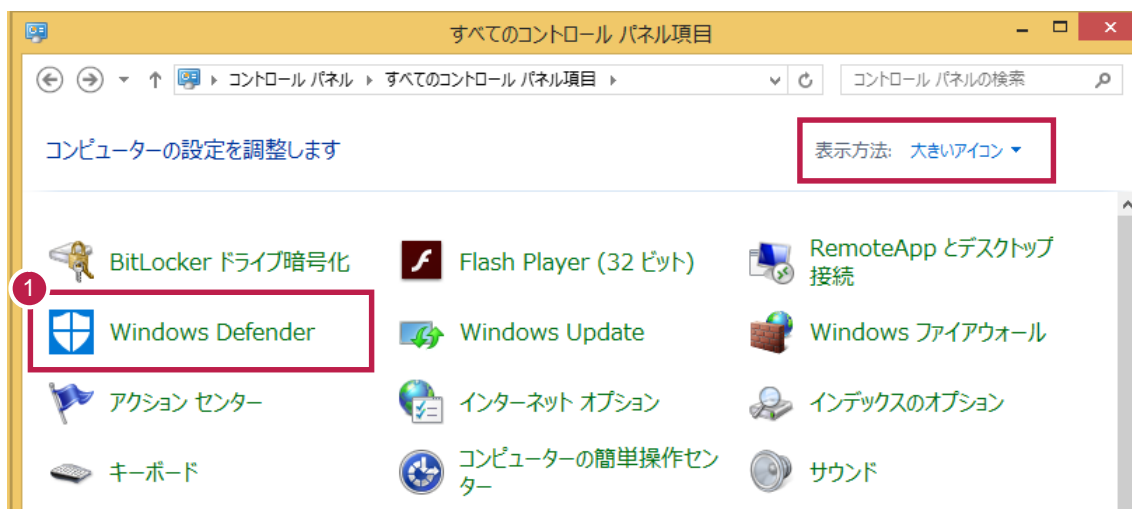 すべてのコントロール パネル項目
コントロール パネル
すべてのコントロール パネル項目
コントロール パネルの検索
コンピューターの設定を調整します
表示方法:
大きいアイコン
BitLocker ドライブ暗号化
Flash Player (32 ビット)
RemoteApp とデスクトップ
接続
1
Windows Defender
Windows Update
Windows ファイアウォール
アクション センター
インターネット オプション
インデックスのオプション
キーボード
コンピューターの簡単操作セン
ター
サウンド